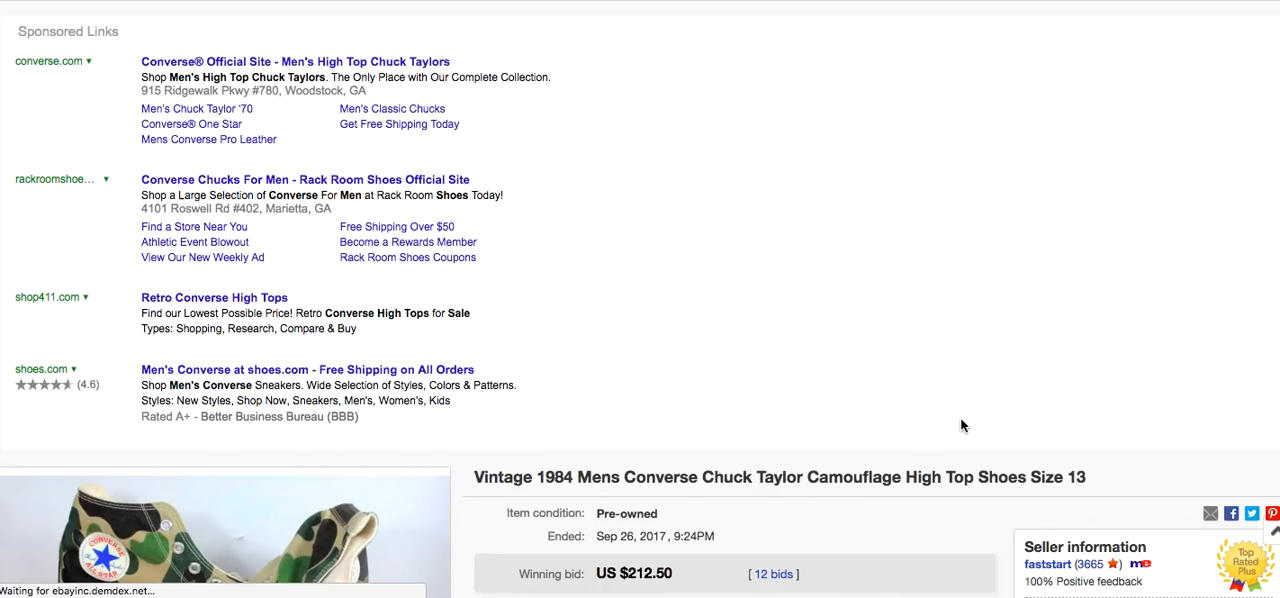 Sponsored Links
converse.com ▾
Converse® Official Site - Men's High Top Chuck Taylors
Shop Men's High Top Chuck Taylors. The Only Place with Our Complete Collection.
915 Ridgewalk Pkwy #780, Woodstock, GA
Men's Chuck Taylor '70
Men's Classic Chucks
Converse® One Star
Get Free Shipping Today
Mens Converse Pro Leather
rackroomshoe... ▾
Converse Chucks For Men - Rack Room Shoes Official Site
Shop a Large Selection of Converse For Men at Rack Room Shoes Today!
4101 Roswell Rd #402, Marietta, GA
Find a Store Near You
Free Shipping Over $50
Athletic Event Blowout
Become a Rewards Member
View Our New Weekly Ad
Rack Room Shoes Coupons
shop411.com ▾
Retro Converse High Tops
Find our Lowest Possible Price! Retro Converse High Tops for Sale
Types: Shopping, Research, Compare & Buy
shoes.com ▾
Men's Converse at shoes.com - Free Shipping on All Orders
★★★★★ (4.6)
Shop Men's Converse Sneakers. Wide Selection of Styles, Colors & Patterns.
Styles: New Styles, Shop Now, Sneakers, Men's, Women's, Kids
Rated A+ - Better Business Bureau (BBB)
Vintage 1984 Mens Converse Chuck Taylor Camouflage High Top Shoes Size 13
Item condition: Pre-owned
Ended: Sep 26, 2017, 9:24PM
Winning bid: US $212.50 [ 12 bids ]
Seller information
faststart (3665 ★) me
100% Positive feedback
Top Rated Plus
CONVERSE
ALL STAR
Waiting for ebayinc.demdex.net...